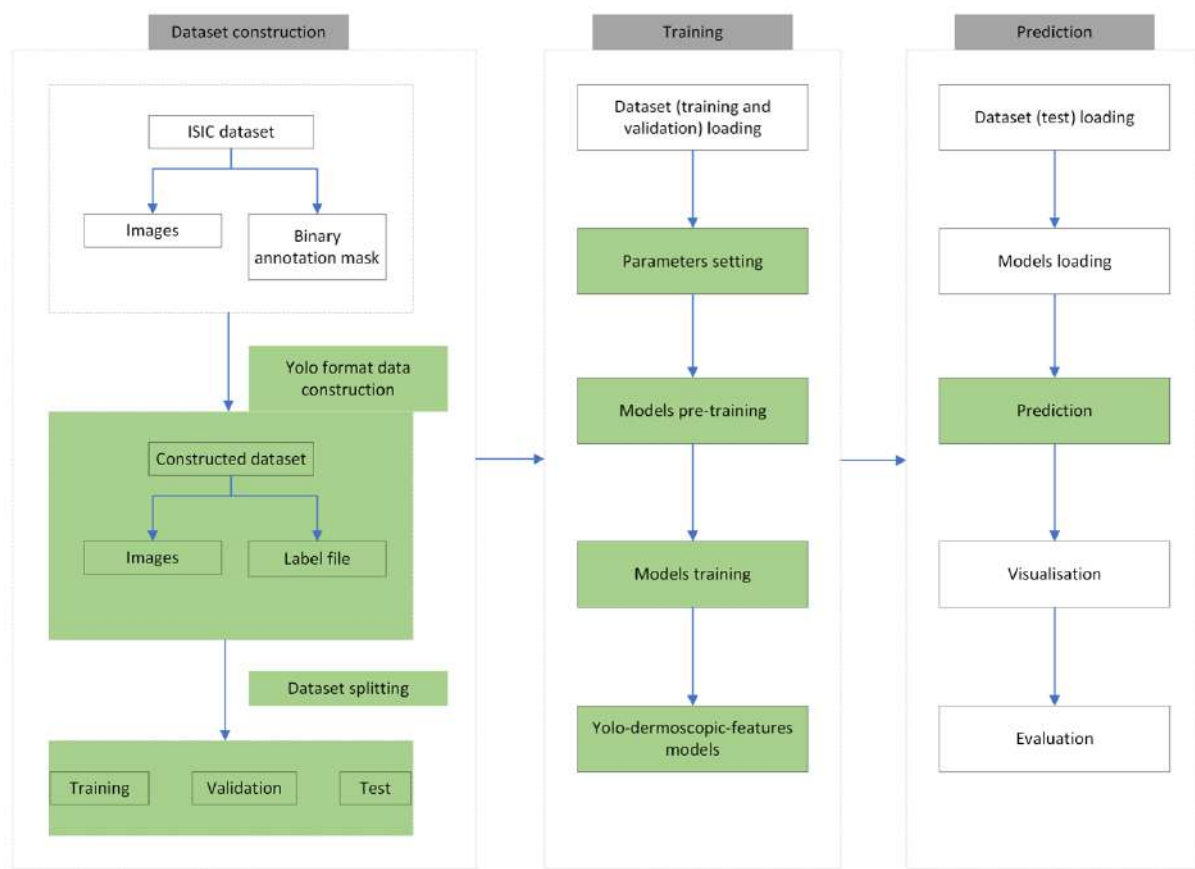 Dataset construction
ISIC dataset
Images
Binary
annotation mask
Yolo format data
construction
Constructed dataset
Images
Label file
Dataset splitting
Training
Validation
Test
Training
Dataset (training and
validation) loading
Parameters setting
Models pre-training
Models training
Yolo-dermoscopic-features
models
Prediction
Dataset (test) loading
Models loading
Prediction
Visualisation
Evaluation